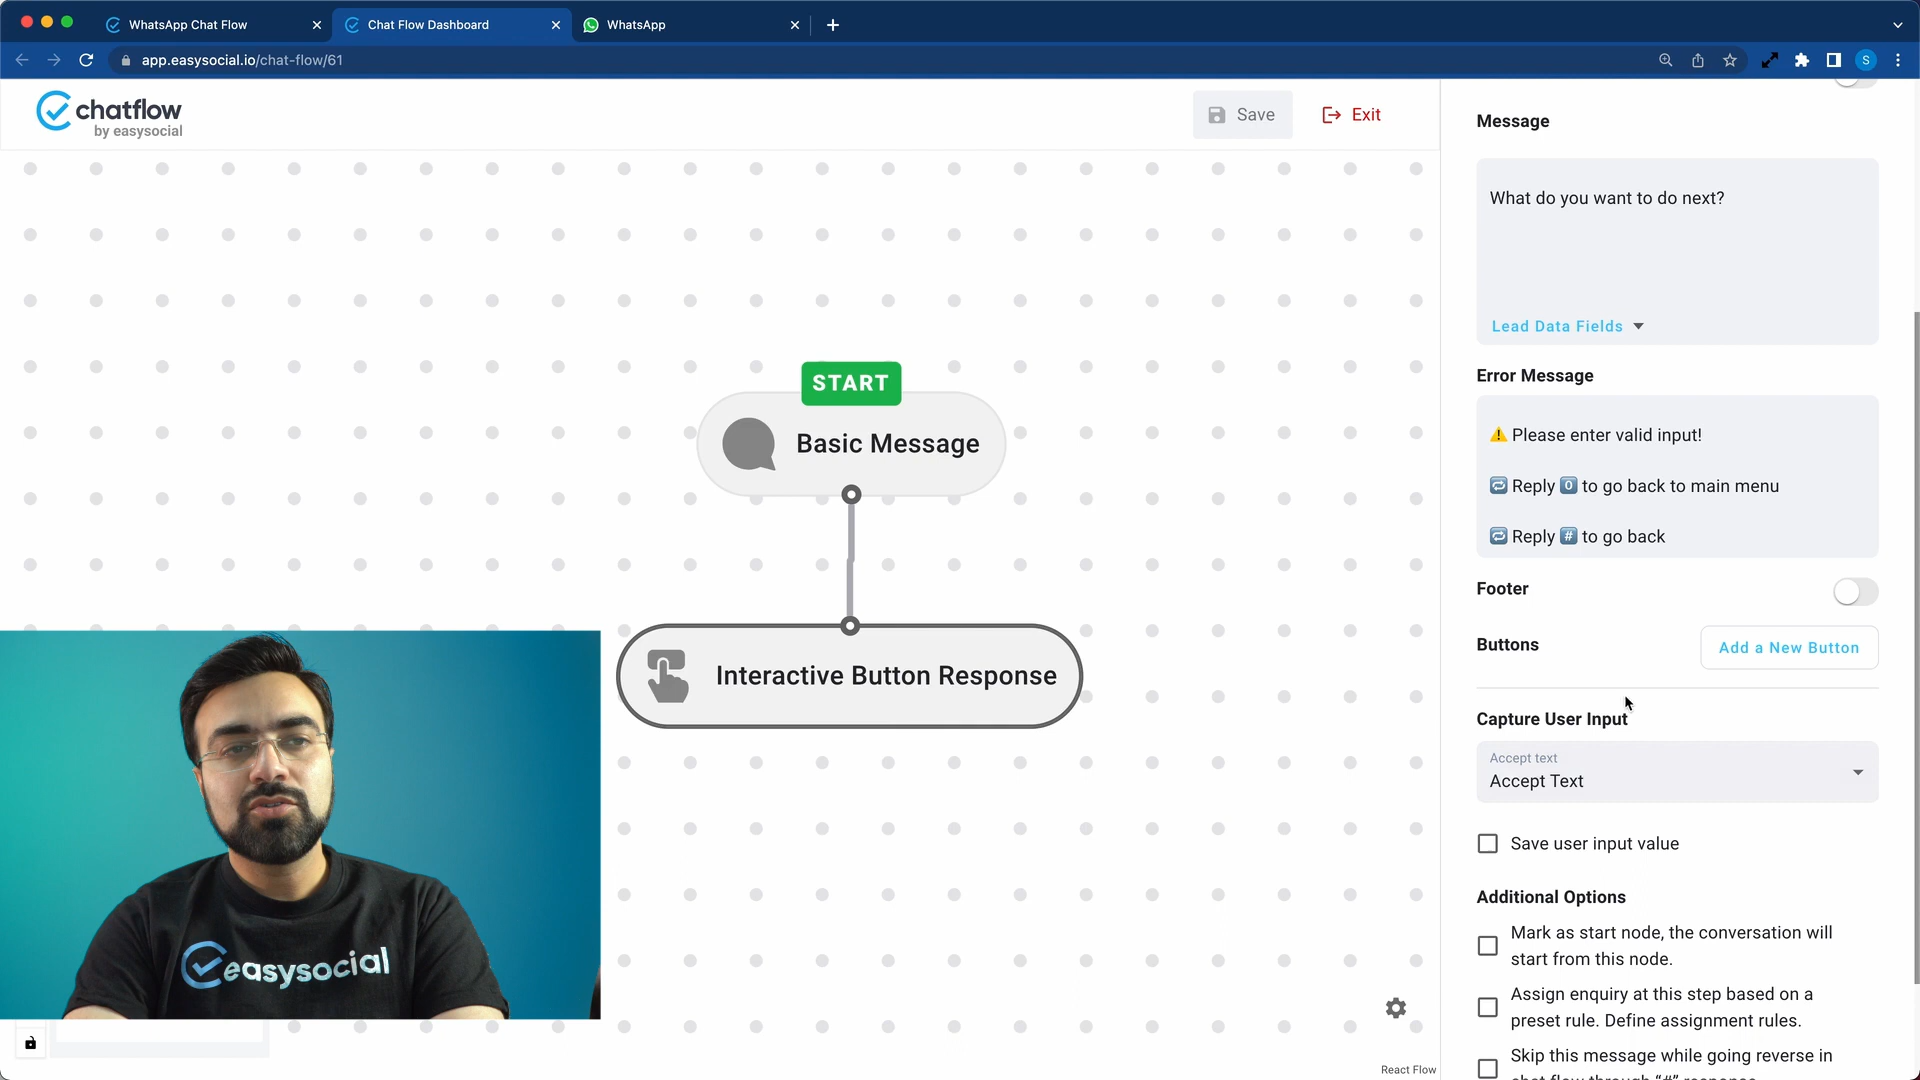 WhatsApp Chat Flow
Chat Flow Dashboard
WhatsApp
app.easysocial.io/chat-flow/61
S
chatflow
by easysocial
Save
Exit
START
Basic Message
Interactive Button Response
easysocial
React Flow
Message
What do you want to do next?
Lead Data Fields
Error Message
⚠️ Please enter valid input!
🔁 Reply 0️⃣ to go back to main menu
🔁 Reply #️⃣ to go back
Footer
Buttons
Add a New Button
Capture User Input
Accept text
Accept Text
Save user input value
Additional Options
Mark as start node, the conversation will
start from this node.
Assign enquiry at this step based on a
preset rule. Define assignment rules.
Skip this message while going reverse in
chat flow through "#" response